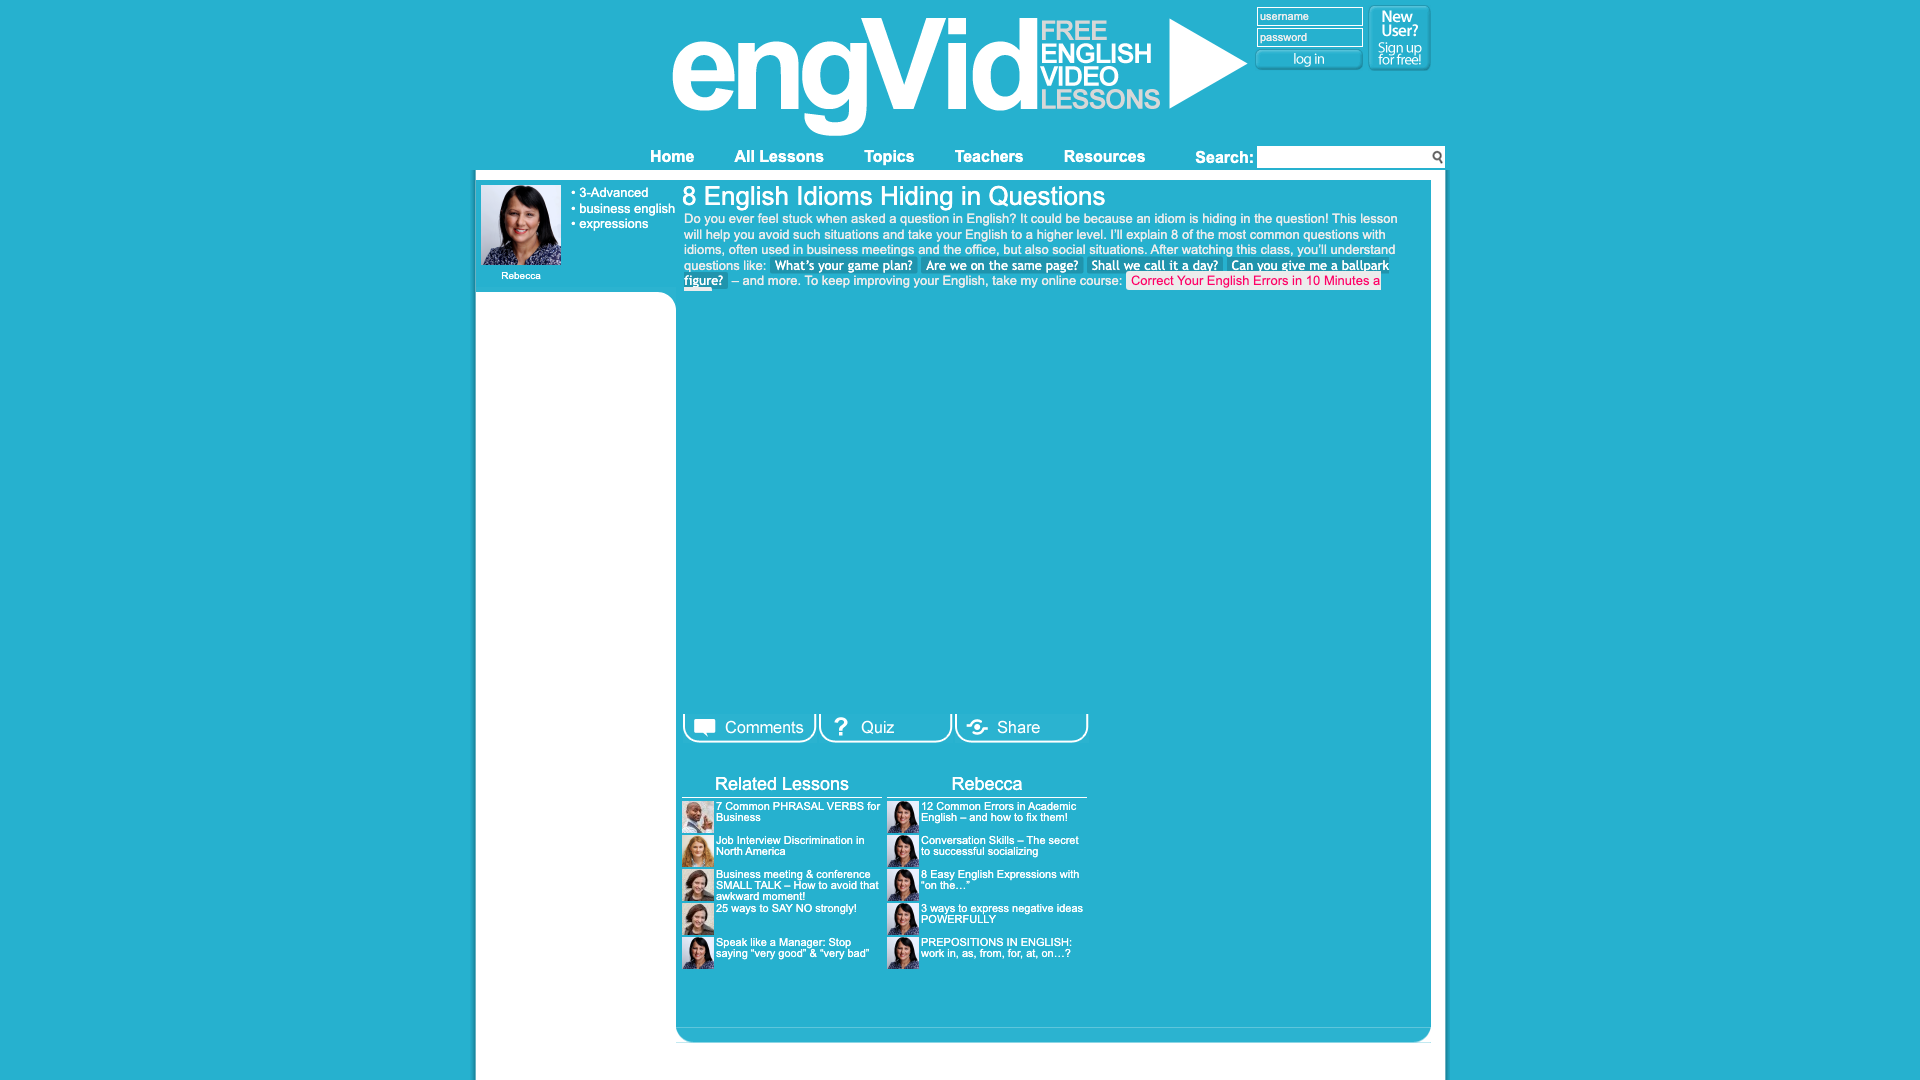 engVid
FREE
ENGLISH
VIDEO
LESSONS
username
password
log in
New
User?
Sign up
for free!
Home
All Lessons
Topics
Teachers
Resources
Search:
Rebecca
• 3-Advanced
• business english
• expressions
8 English Idioms Hiding in Questions
Do you ever feel stuck when asked a question in English? It could be because an idiom is hiding in the question! This lesson
will help you avoid such situations and take your English to a higher level. I’ll explain 8 of the most common questions with
idioms, often used in business meetings and the office, but also social situations. After watching this class, you’ll understand
questions like: What’s your game plan? Are we on the same page? Shall we call it a day? Can you give me a ballpark
figure? – and more. To keep improving your English, take my online course: Correct Your English Errors in 10 Minutes a
Comments
Quiz
Share
Related Lessons
7 Common PHRASAL VERBS for
Business
Job Interview Discrimination in
North America
Business meeting & conference
SMALL TALK – How to avoid that
awkward moment!
25 ways to SAY NO strongly!
Speak like a Manager: Stop
saying “very good” & “very bad”
Rebecca
12 Common Errors in Academic
English – and how to fix them!
Conversation Skills – The secret
to successful socializing
8 Easy English Expressions with
“on the…”
3 ways to express negative ideas
POWERFULLY
PREPOSITIONS IN ENGLISH:
work in, as, from, for, at, on…?